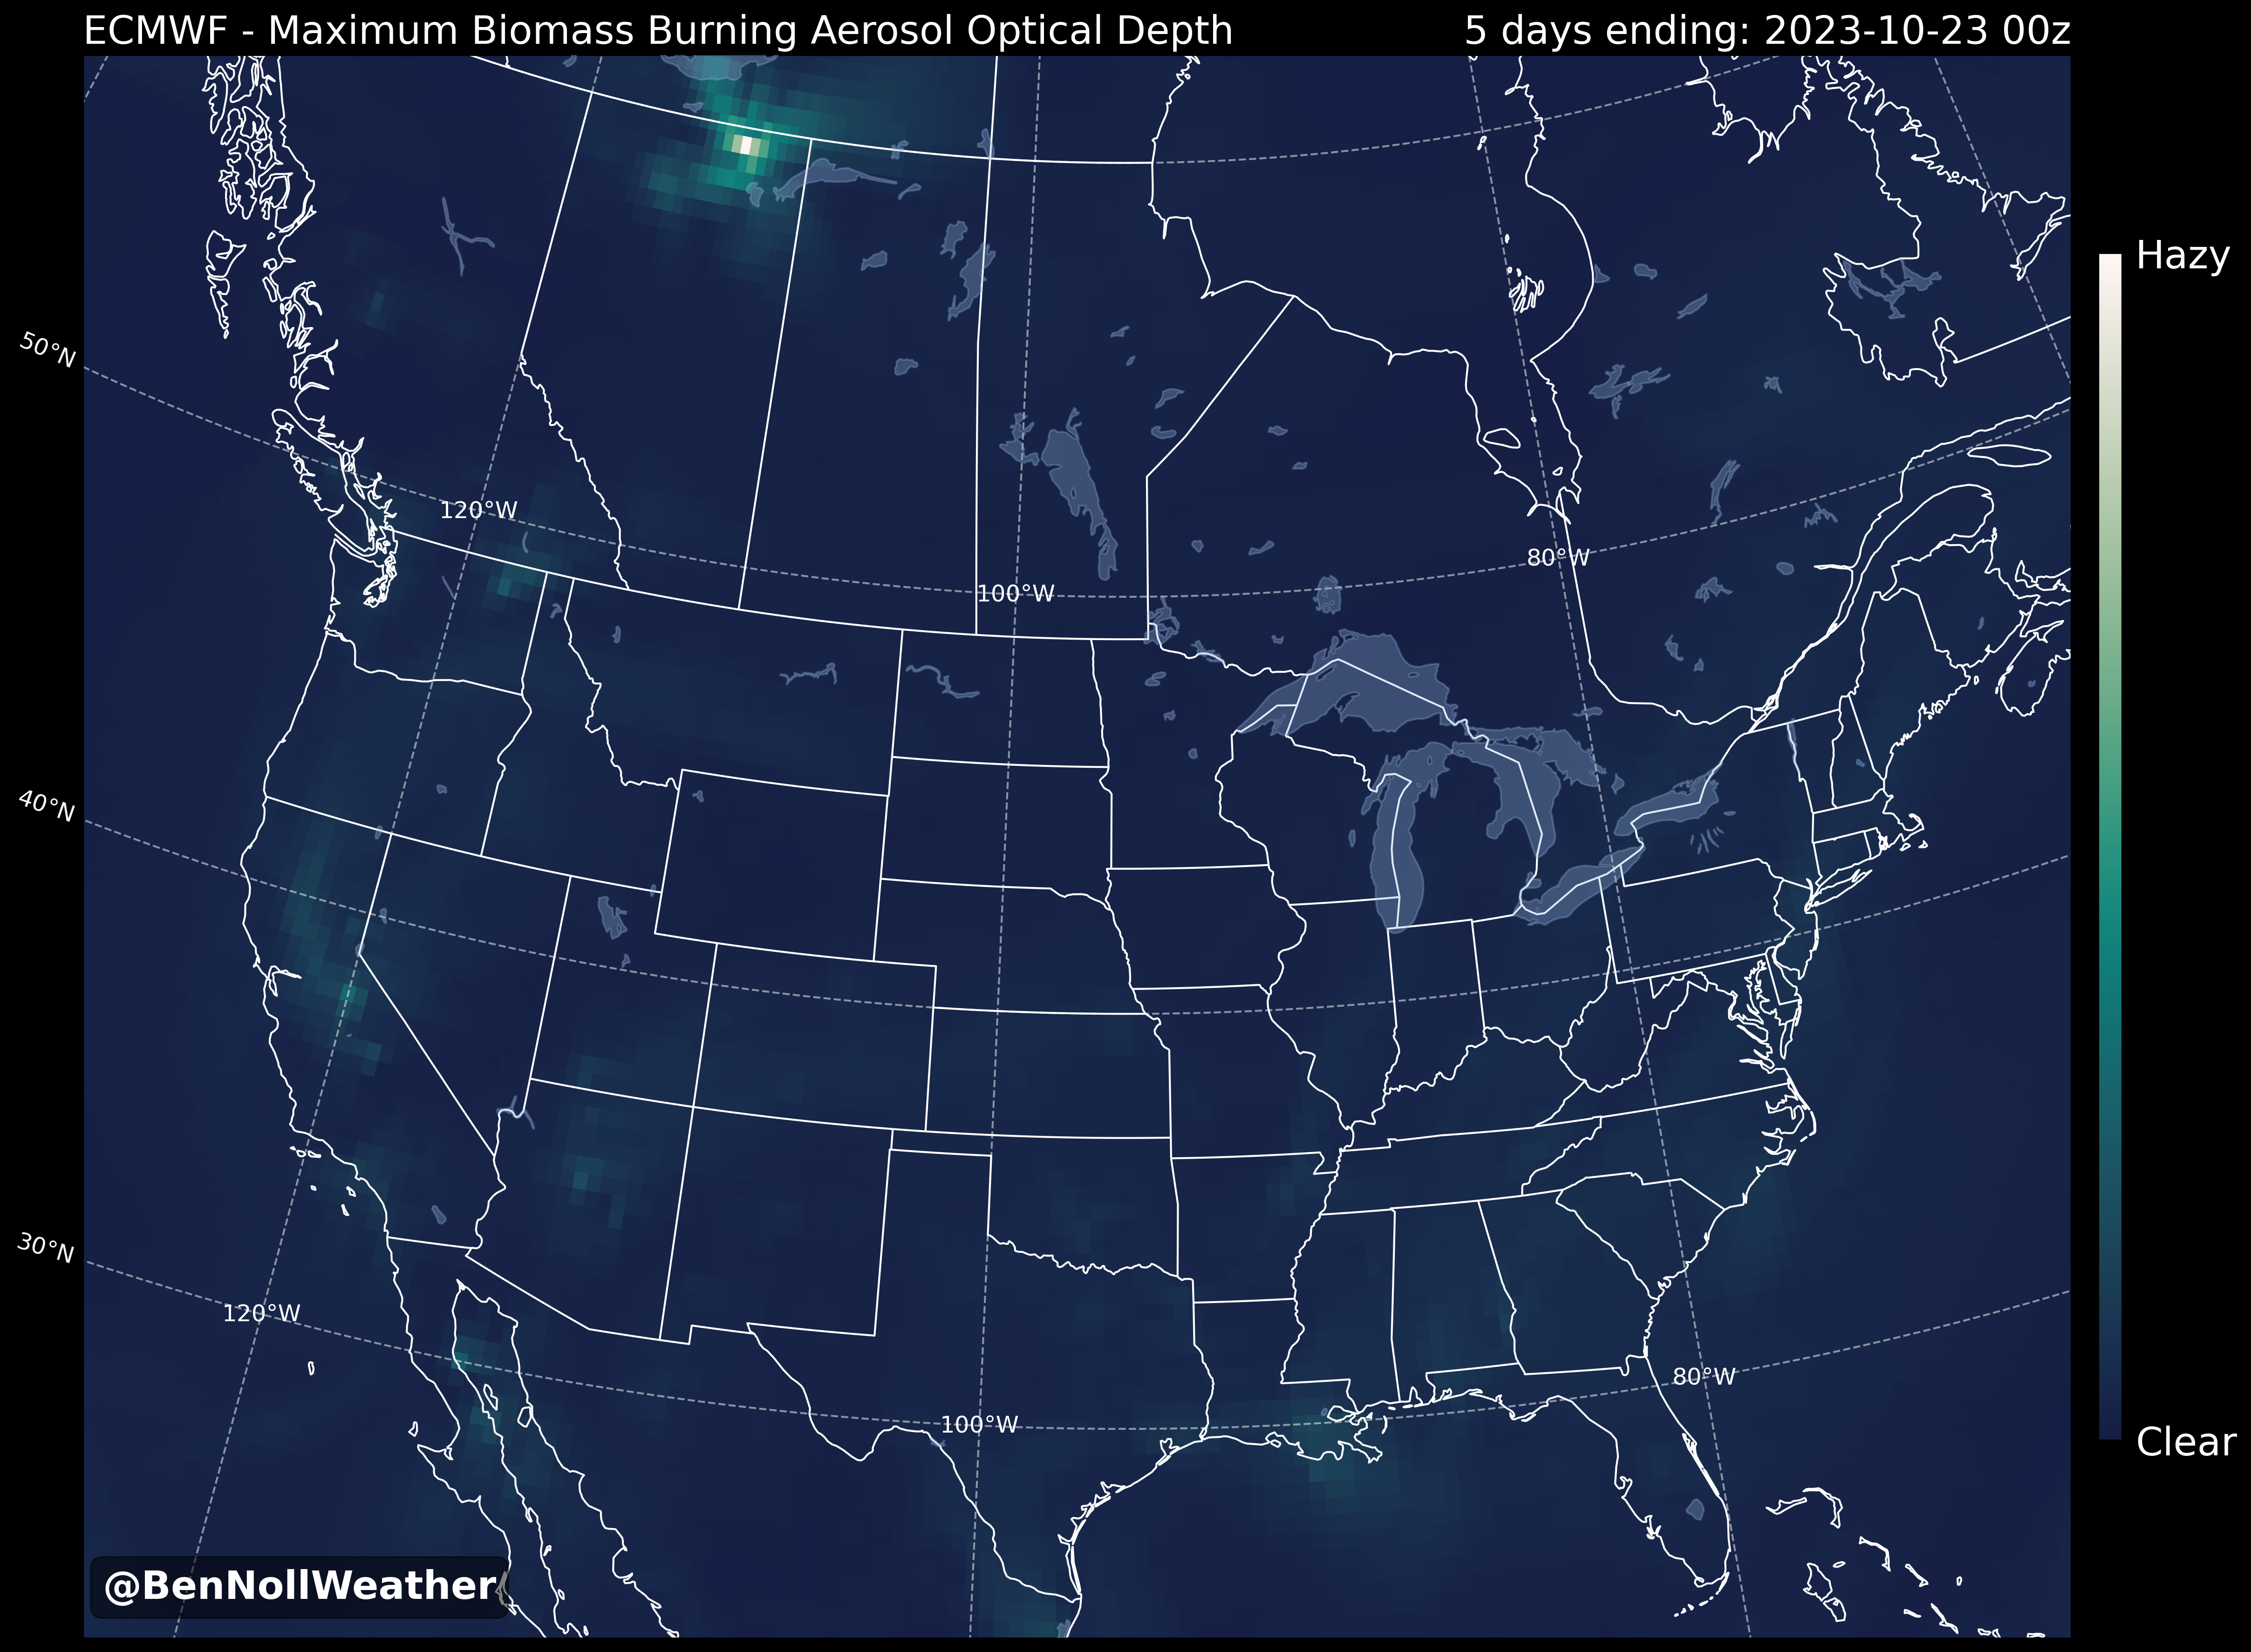 ECMWF - Maximum Biomass Burning Aerosol Optical Depth
5 days ending: 2023-10-23 00z
Hazy
50°N
120°W
80°W
100°W
40°N
30°N
120°W
80°W
100°W
Clear
@BenNollWeather